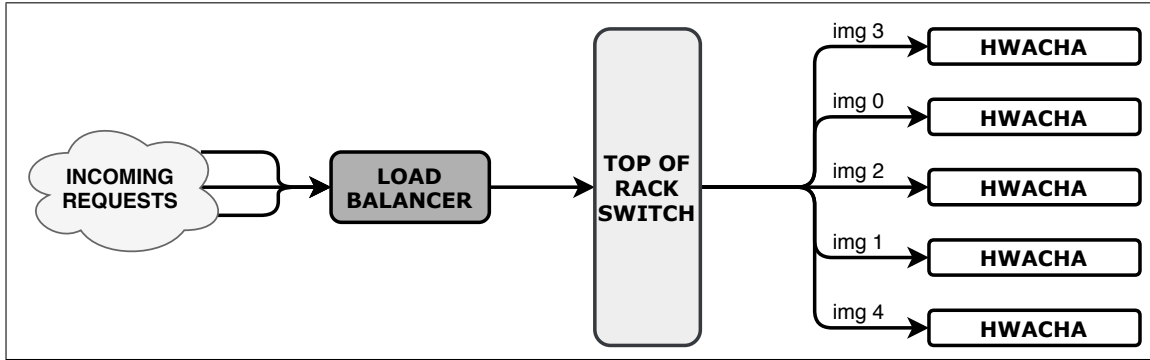 INCOMING
REQUESTS
LOAD
BALANCER
TOP OF
RACK
SWITCH
img 3
HWACHA
img 0
HWACHA
img 2
HWACHA
img 1
HWACHA
img 4
HWACHA